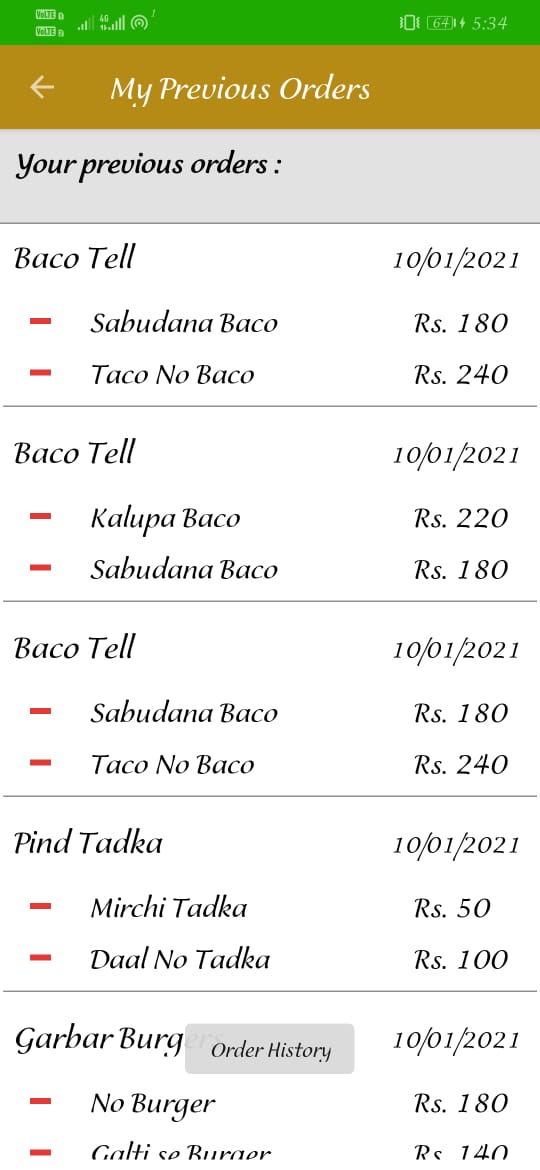 VoLTE 1
VoLTE 2
4G
1
64
5:34
My Previous Orders
Your previous orders :
Baco Tell 10/01/2021
Sabudana Baco Rs. 180
Taco No Baco Rs. 240
Baco Tell 10/01/2021
Kalupa Baco Rs. 220
Sabudana Baco Rs. 180
Baco Tell 10/01/2021
Sabudana Baco Rs. 180
Taco No Baco Rs. 240
Pind Tadka 10/01/2021
Mirchi Tadka Rs. 50
Daal No Tadka Rs. 100
Garbar Burgers 10/01/2021
Order History
No Burger Rs. 180
Galti se Burger Rs. 140